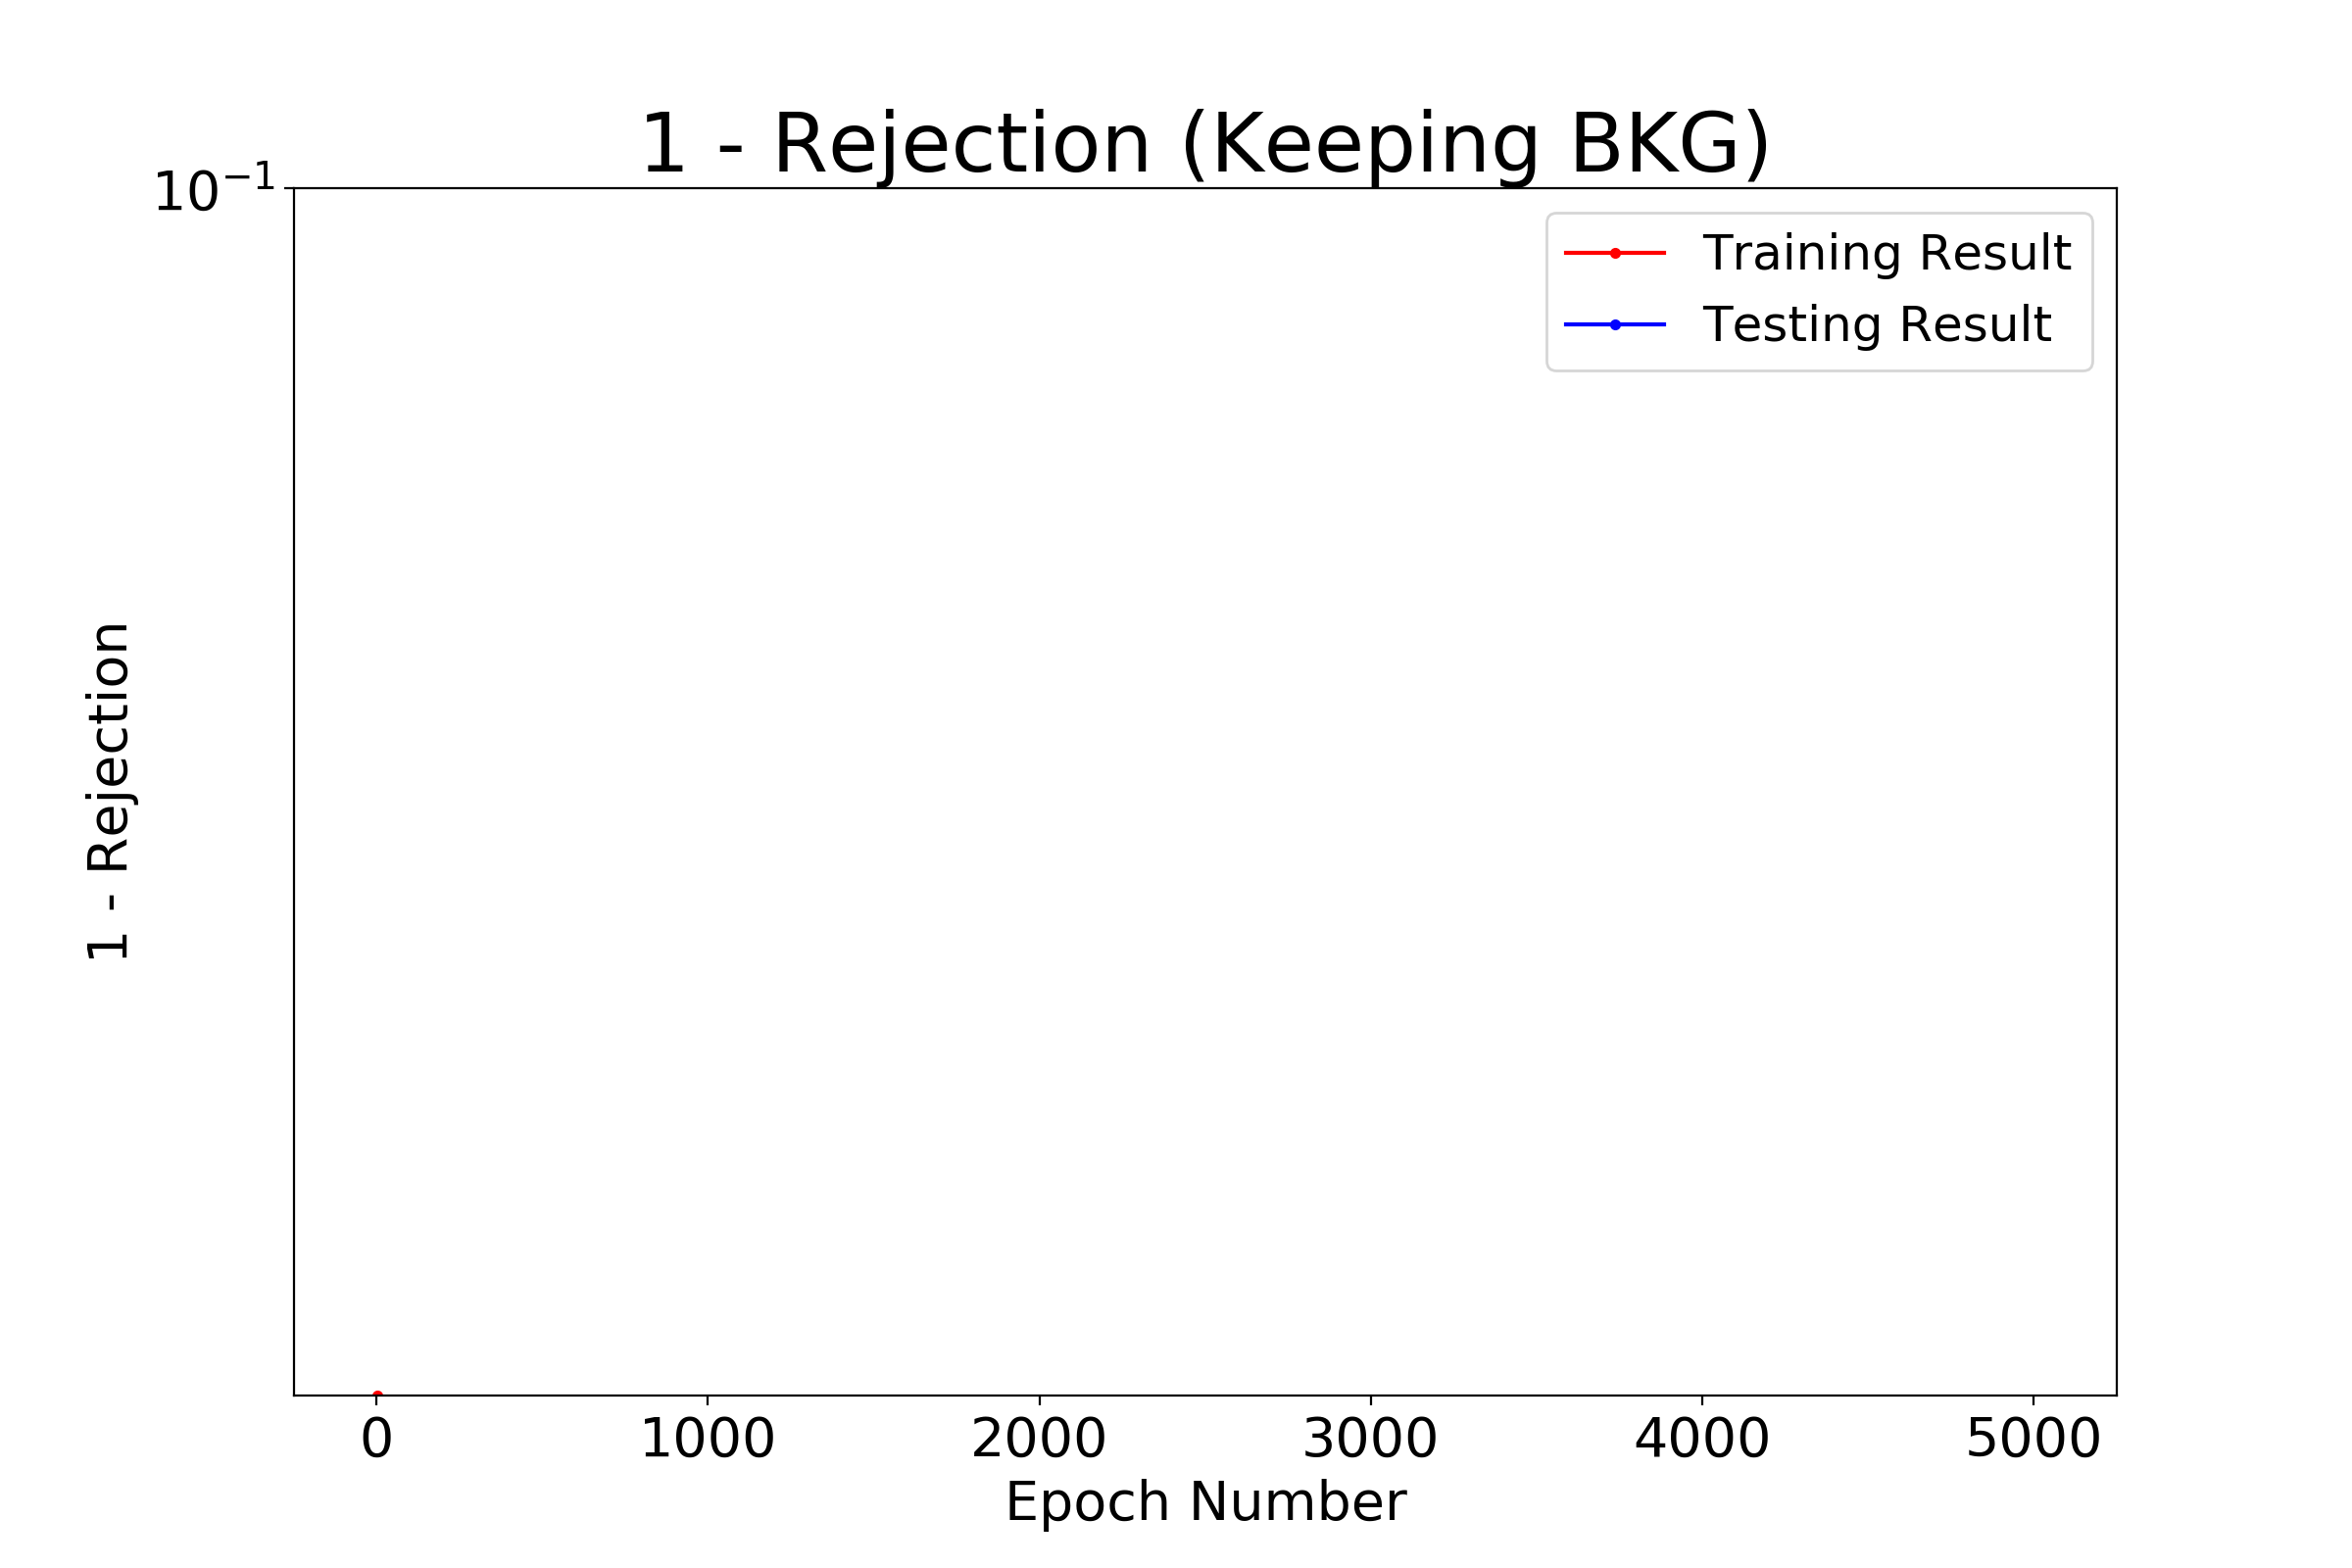 1 - Rejection (Keeping BKG)
10⁻¹
Training Result
Testing Result
1 - Rejection
0 1000 2000 3000 4000 5000
Epoch Number